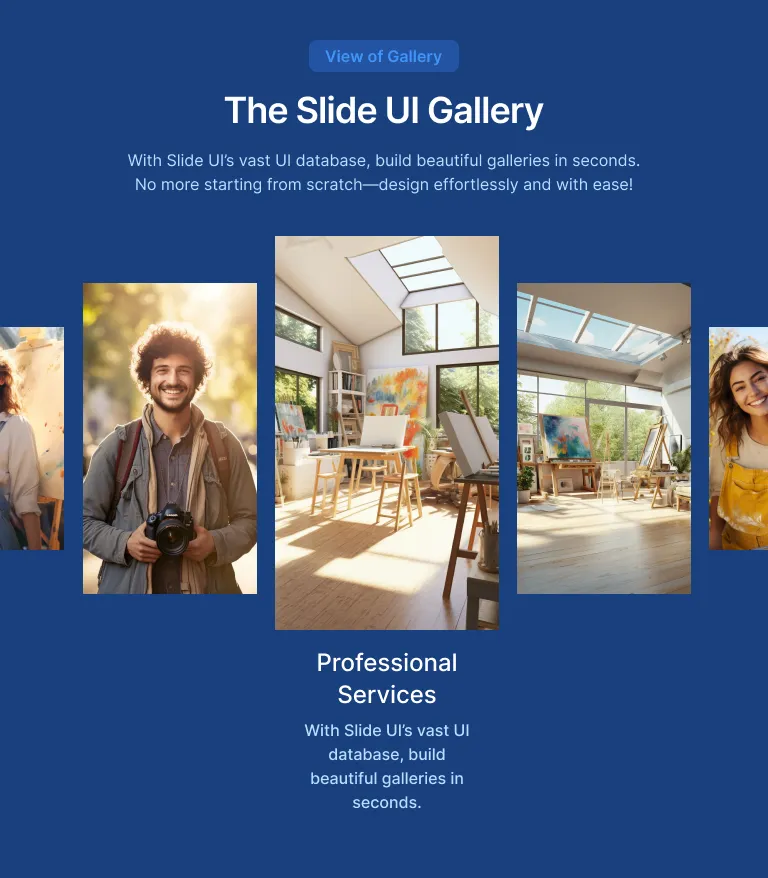 View of Gallery
The Slide UI Gallery
With Slide UI’s vast UI database, build beautiful galleries in seconds.
No more starting from scratch—design effortlessly and with ease!
Professional
Services
With Slide UI’s vast UI
database, build
beautiful galleries in
seconds.